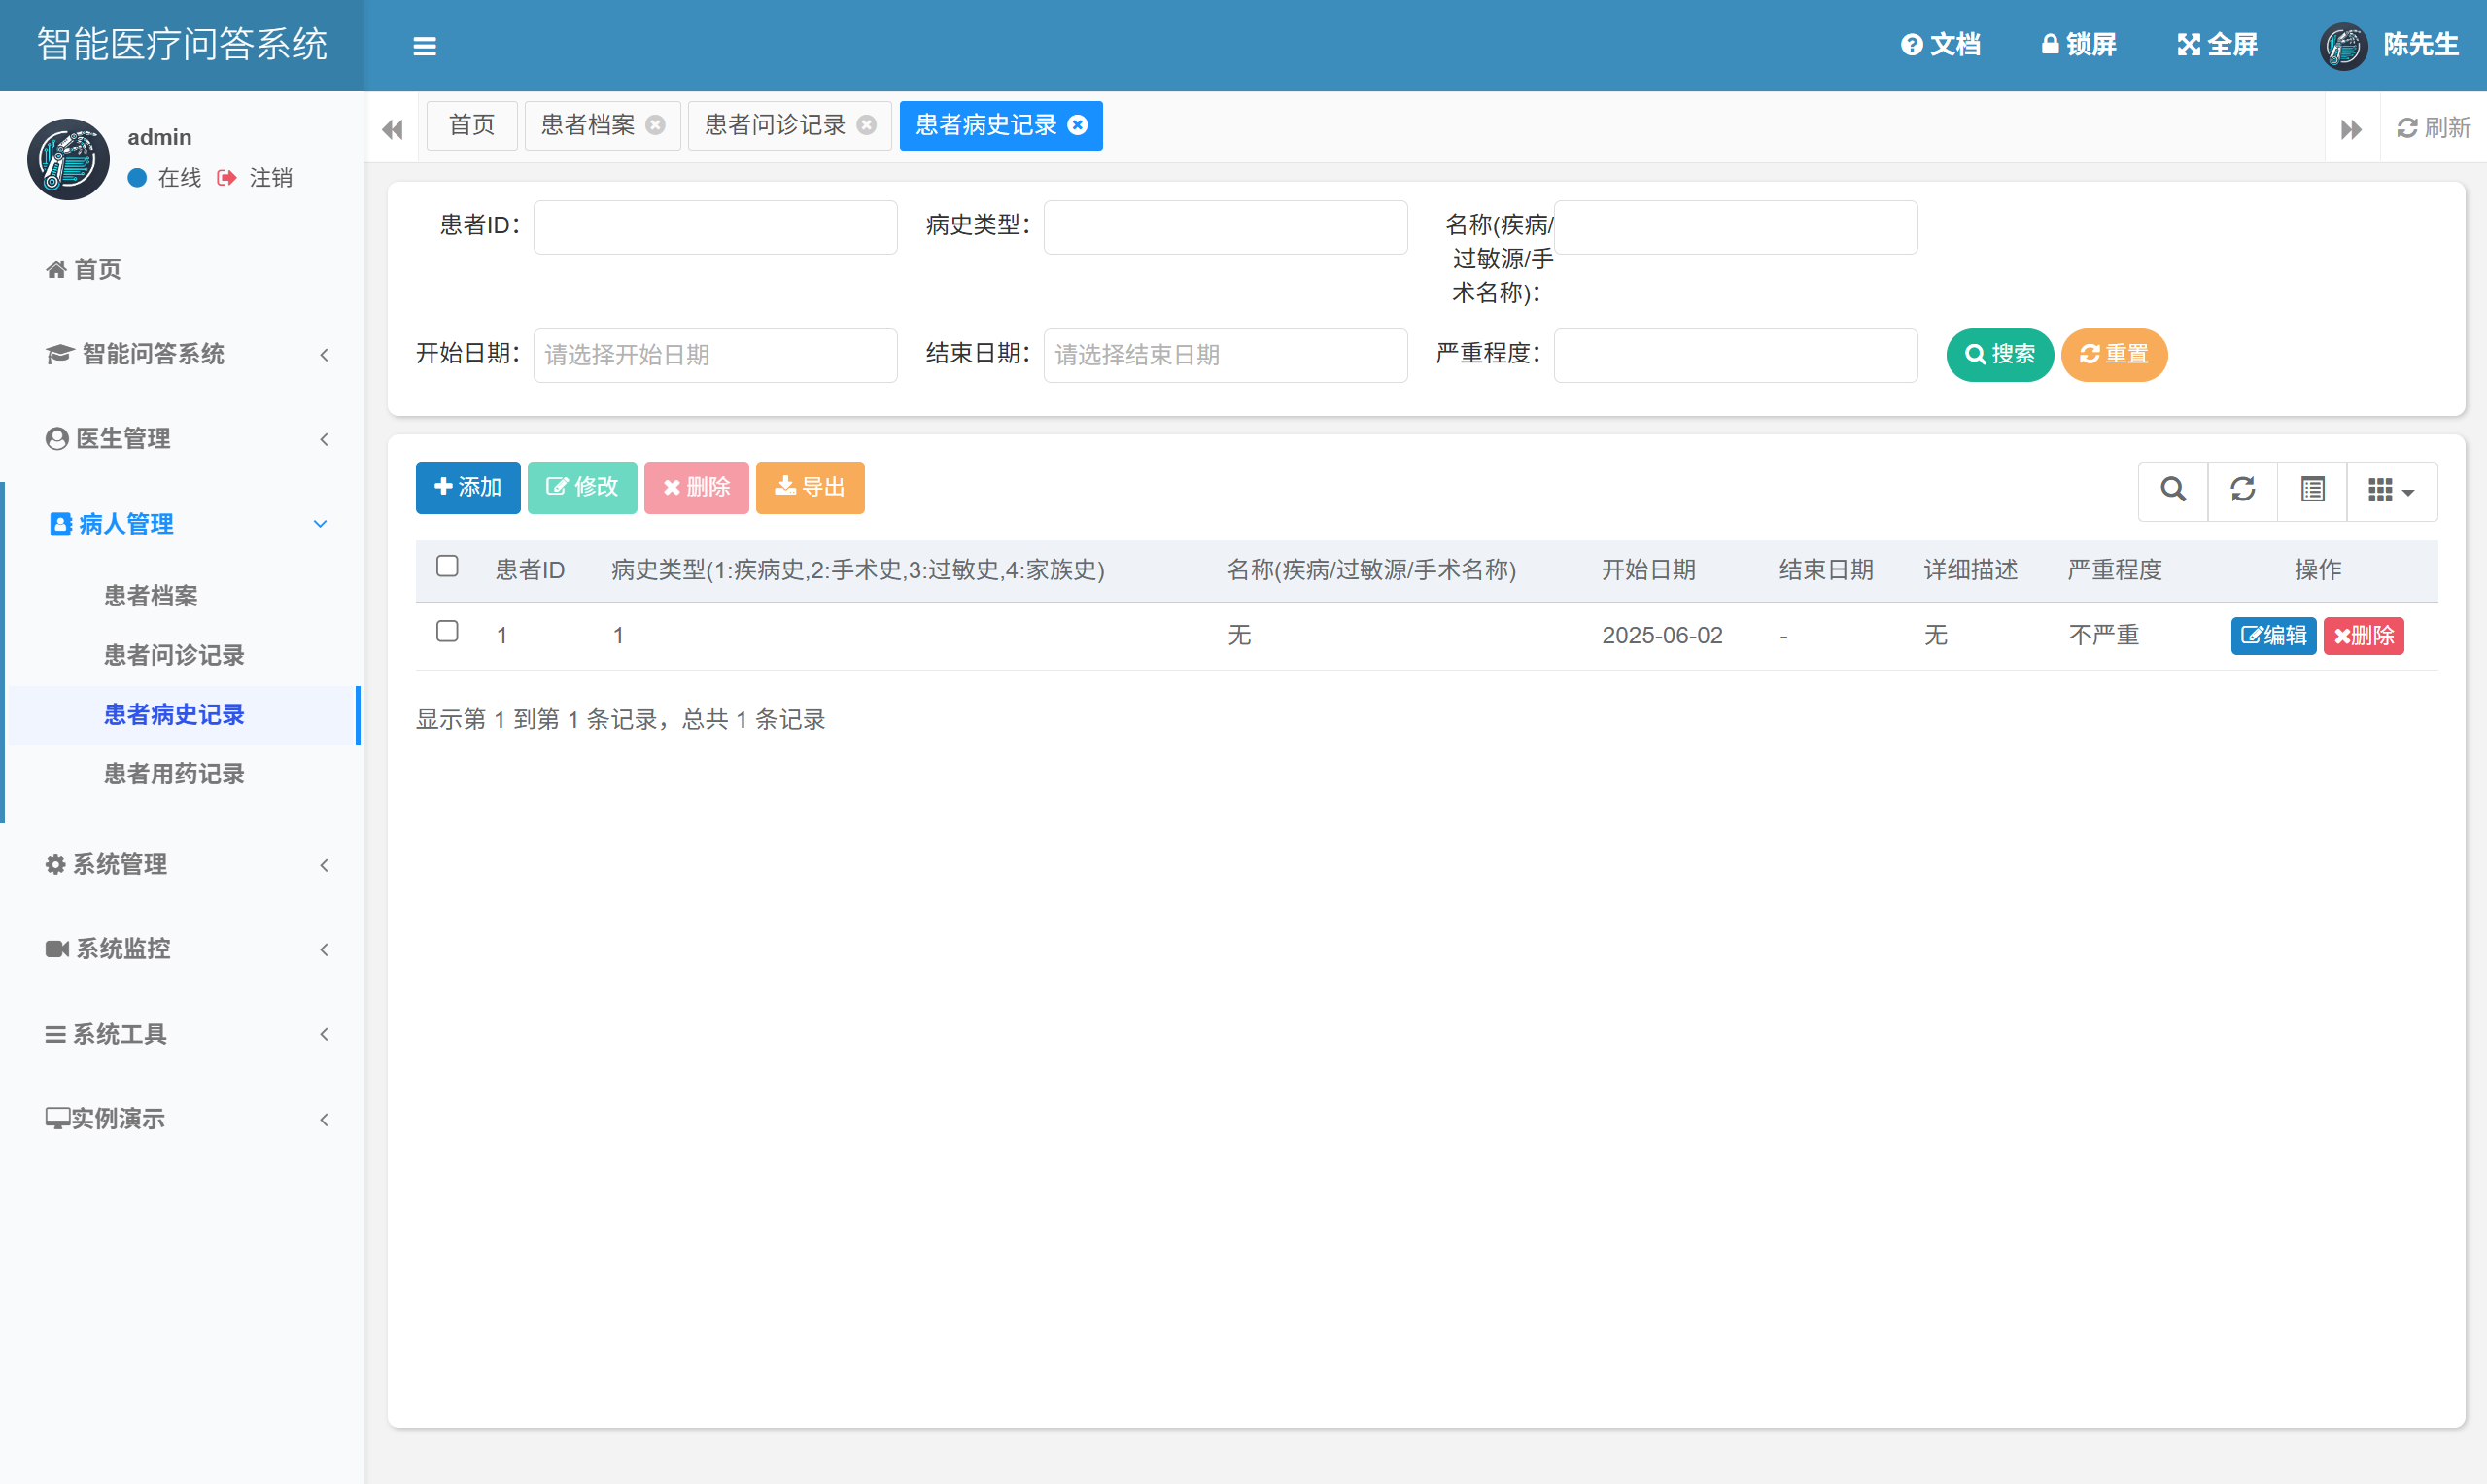 智能医疗问答系统
文档
锁屏
全屏
陈先生
admin
在线 注销
首页
智能问答系统
医生管理
病人管理
患者档案
患者问诊记录
患者病史记录
患者用药记录
系统管理
系统监控
系统工具
实例演示
首页 患者档案 患者问诊记录 患者病史记录 刷新
患者ID： 病史类型： 名称(疾病/
过敏源/手
术名称)：
开始日期： 请选择开始日期 结束日期： 请选择结束日期 严重程度： 搜索 重置
添加 修改 删除 导出
患者ID 病史类型(1:疾病史,2:手术史,3:过敏史,4:家族史) 名称(疾病/过敏源/手术名称) 开始日期 结束日期 详细描述 严重程度 操作
1 1 无 2025-06-02 - 无 不严重 编辑 删除
显示第 1 到第 1 条记录，总共 1 条记录